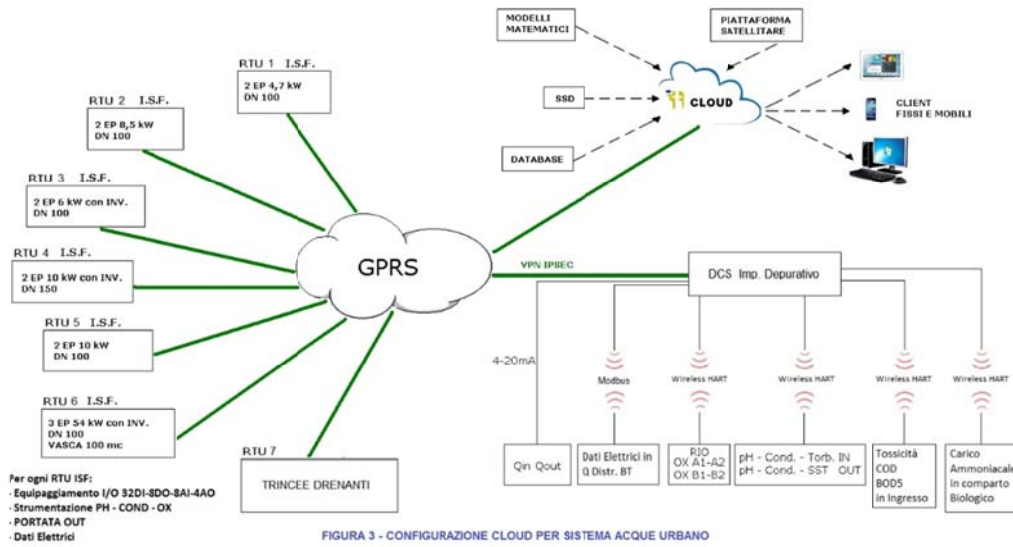 MODELLI
MATEMATICI
PIATTAFORMA
SATELLITARE
SSD
CLOUD
DATABASE
CLIENT
FISSI E MOBILI
RTU 1 I.S.F.
2 EP 4,7 kW
DN 100
RTU 2 I.S.F.
2 EP 8,5 kW
DN 100
RTU 3 I.S.F.
2 EP 6 kW con INV.
DN 100
RTU 4 I.S.F.
2 EP 10 kW con INV.
DN 150
RTU 5 I.S.F.
2 EP 10 kW
DN 100
RTU 6 I.S.F.
3 EP 54 kW con INV.
DN 100
VASCA 100 mc
RTU 7
TRINCEE DRENANTI
GPRS
VPN IPSEC
DCS Imp. Depurativo
4-20mA
Modbus
Wireless HART
Wireless HART
Wireless HART
Wireless HART
Qin Qout
Dati Elettrici in
Q Distr. BT
RIO
OX A1-A2
OX B1-B2
pH - Cond. - Torb. IN
pH - Cond. - SST OUT
Tossicità
COD
BOD5
in Ingresso
Carico
Ammoniacale
in comparto
Biologico
Per ogni RTU ISF:
· Equipaggiamento I/O 32DI-8DO-8AI-4AO
· Strumentazione PH - COND - OX
· PORTATA OUT
· Dati Elettrici
FIGURA 3 - CONFIGURAZIONE CLOUD PER SISTEMA ACQUE URBANO